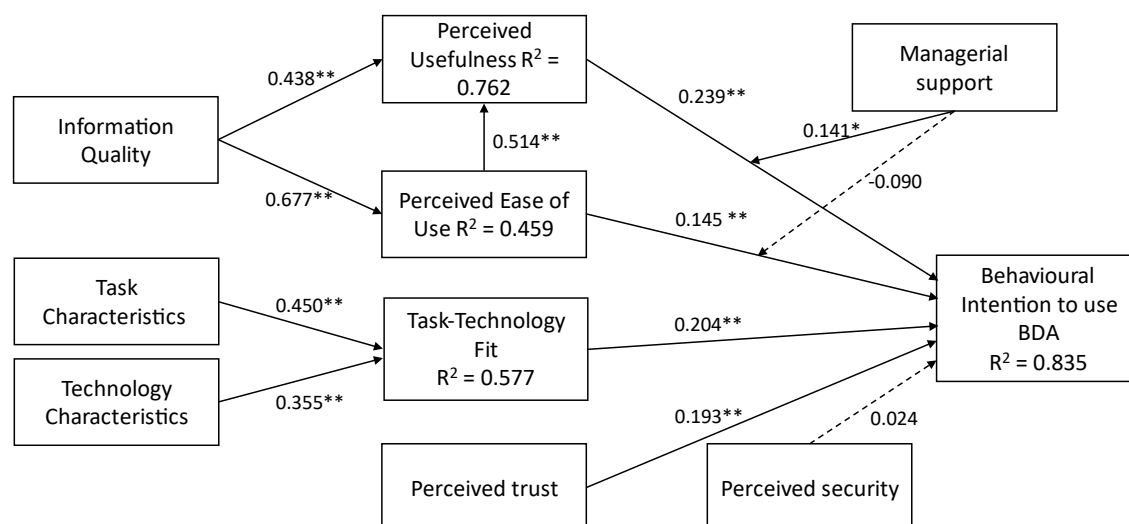 Perceived
Usefulness R² =
0.762
Managerial
support
0.438**
0.239**
Information
Quality
0.514**
0.141*
-0.090
0.677**
Perceived Ease of
Use R² = 0.459
0.145 **
Task
Characteristics
0.450**
Task-Technology
Fit
R² = 0.577
0.204**
Behavioural
Intention to use
BDA
R² = 0.835
Technology
Characteristics
0.355**
0.193**
0.024
Perceived trust
Perceived security